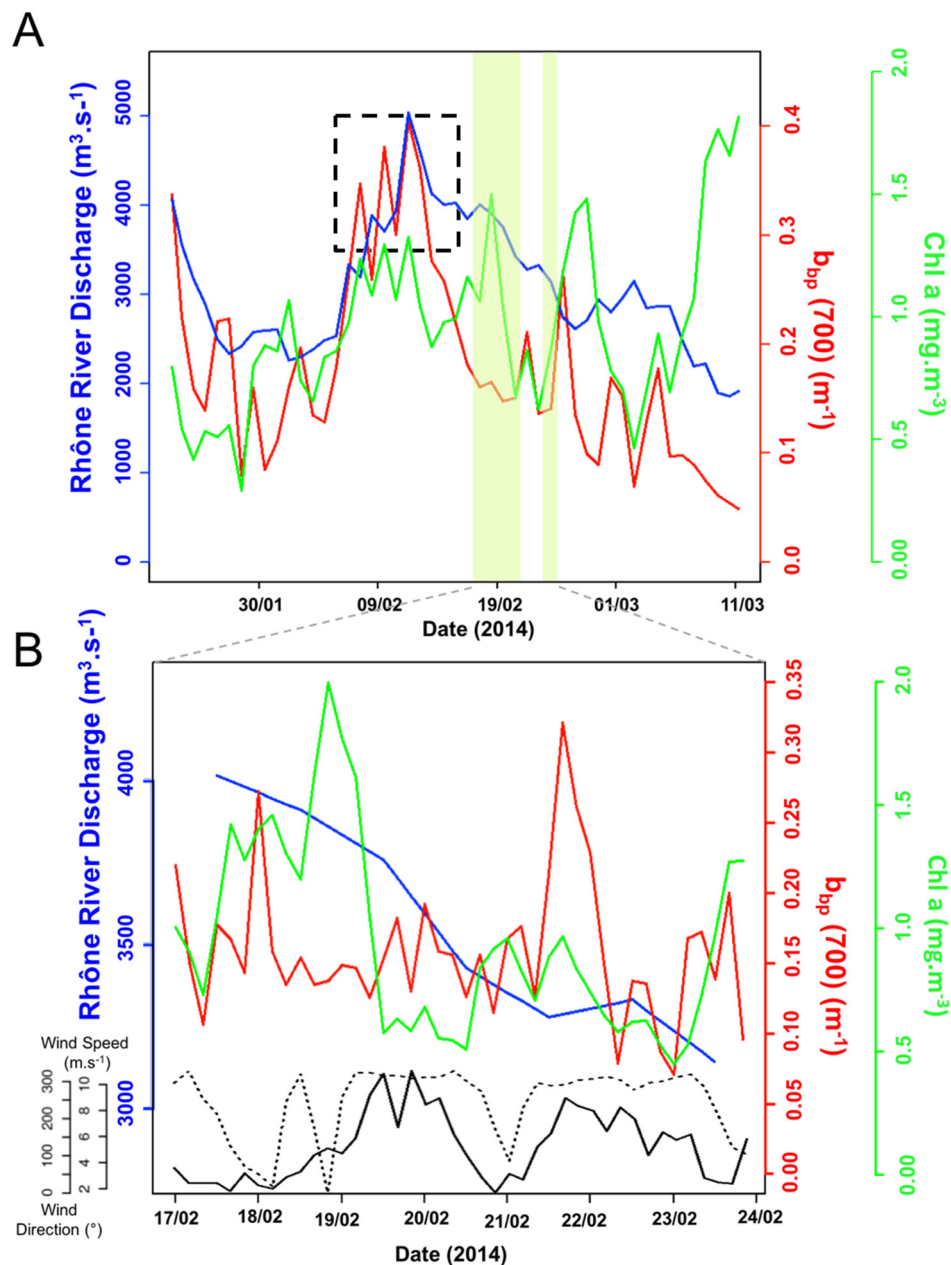 A
Rhône River Discharge (m³.s-¹)
0 1000 2000 3000 4000 5000
0.0 0.1 0.2 0.3 0.4
b_bp (700) (m⁻¹)
0.00 0.5 1.0 1.5 2.0
Chl a (mg.m⁻³)
30/01 09/02 19/02 01/03 11/03
Date (2014)
B
Rhône River Discharge (m³.s-¹)
3000 3500 4000
0.00 0.05 0.10 0.15 0.20 0.25 0.30 0.35
b_bp (700) (m⁻¹)
0.00 0.5 1.0 1.5 2.0
Chl a (mg.m⁻³)
Wind Speed
(m.s⁻¹)
0 100 200 300
2 4 6 8 10
Wind
Direction (°)
17/02 18/02 19/02 20/02 21/02 22/02 23/02 24/02
Date (2014)